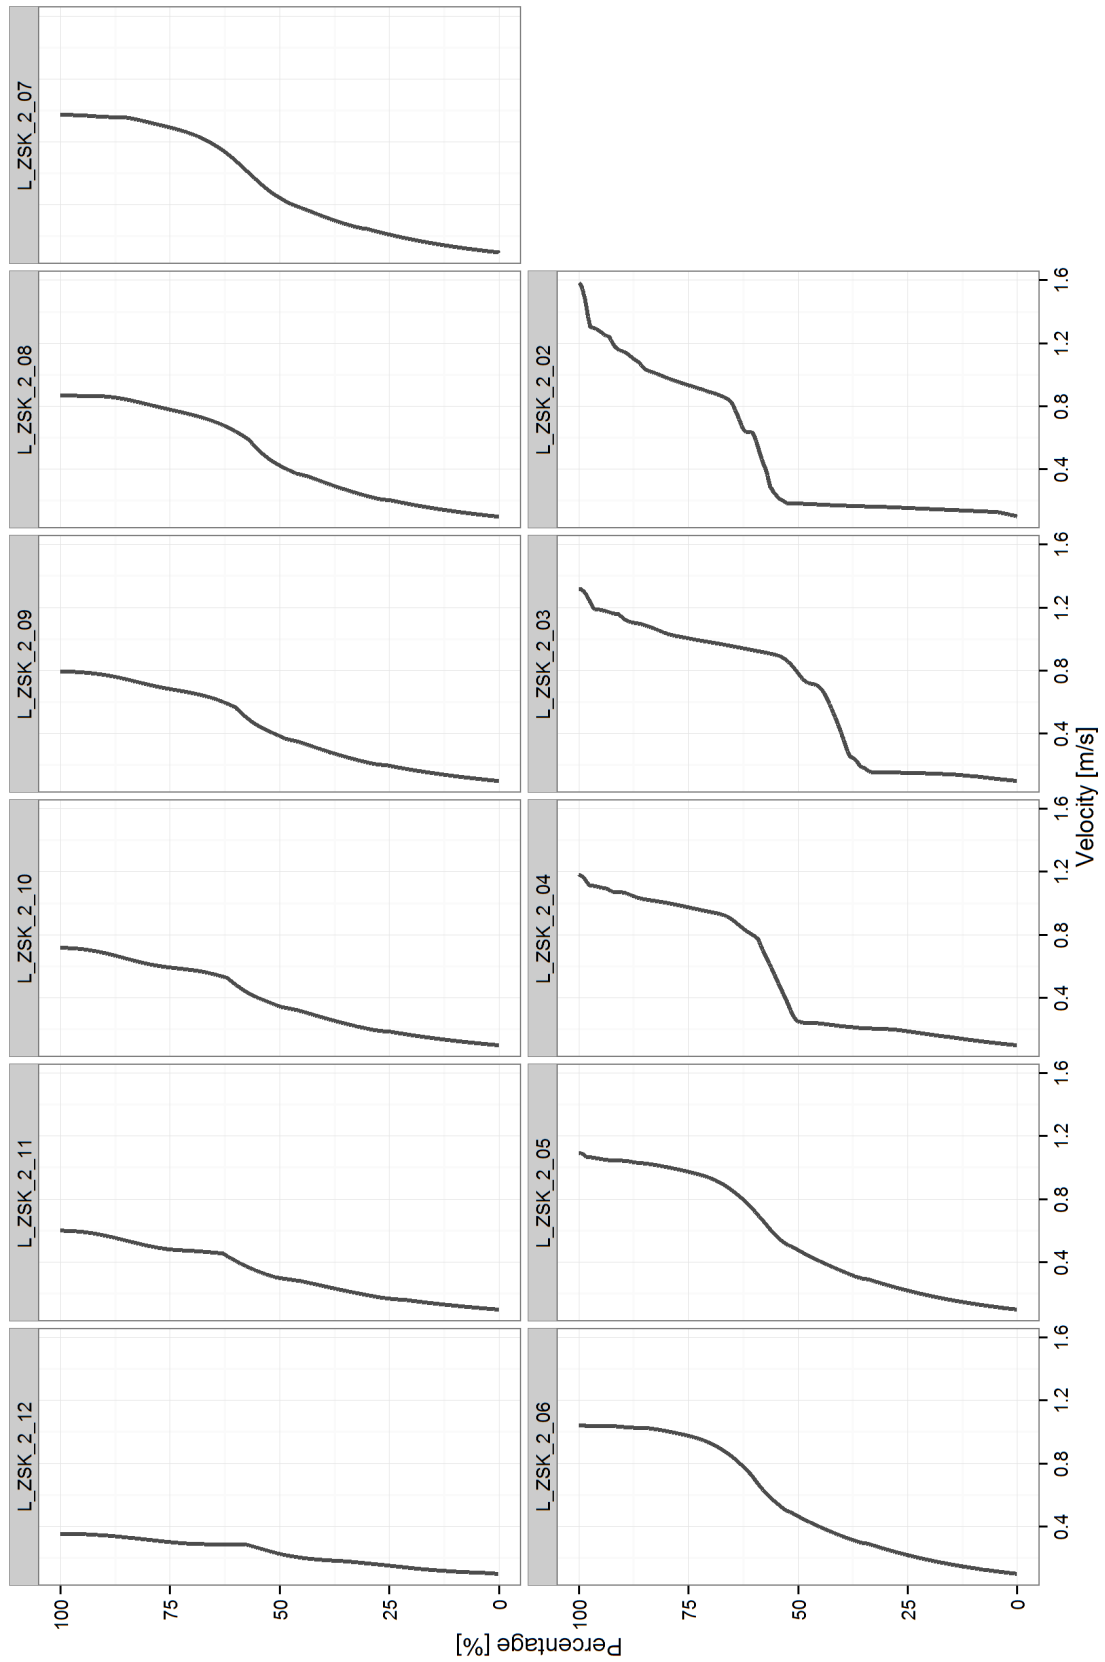 L_ZSK_2_12 L_ZSK_2_11 L_ZSK_2_10 L_ZSK_2_09 L_ZSK_2_08 L_ZSK_2_07
100
75
50
25
0
Percentage [%]
L_ZSK_2_06 L_ZSK_2_05 L_ZSK_2_04 L_ZSK_2_03 L_ZSK_2_02
100
75
50
25
0
0.4 0.8 1.2 1.6 0.4 0.8 1.2 1.6 0.4 0.8 1.2 1.6 0.4 0.8 1.2 1.6 0.4 0.8 1.2 1.6
Velocity [m/s]